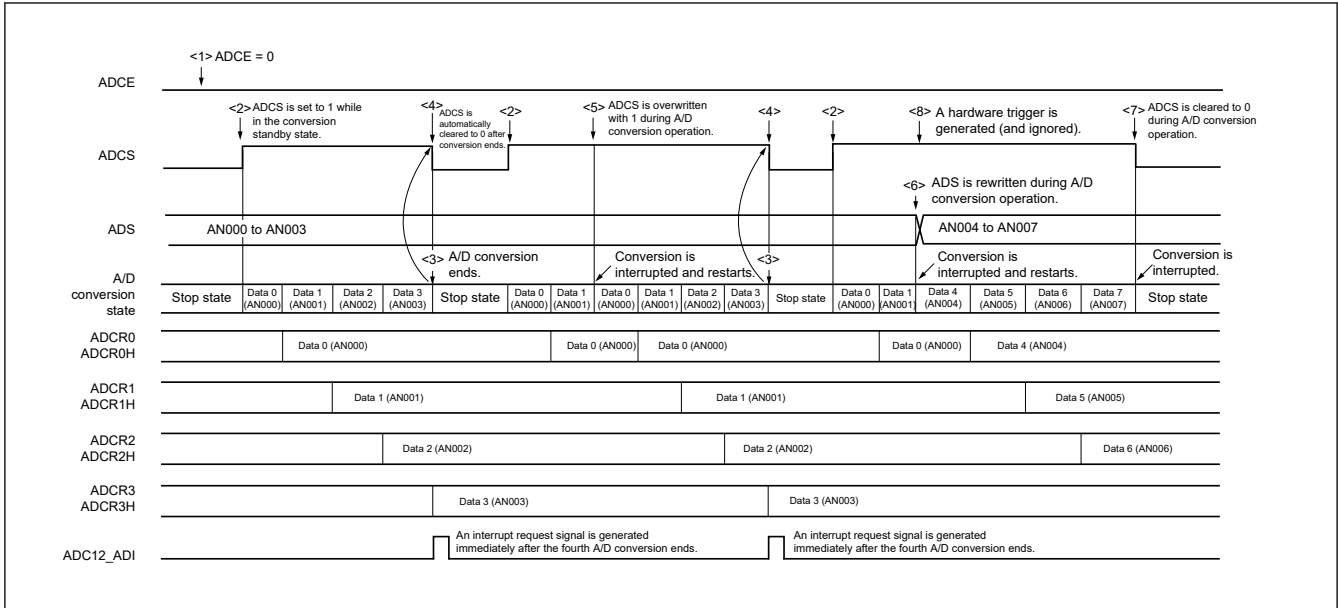 <1> ADCE = 0
ADCE
<2> ADCS is set to 1 while
in the conversion
standby state.
<4>
ADCS is
automatically
cleared to 0 after
conversion ends.
<2>
<5> ADCS is overwritten
with 1 during A/D
conversion operation.
<4>
<2>
<8> A hardware trigger is
generated (and ignored).
<7> ADCS is cleared to 0
during A/D conversion
operation.
ADCS
<6> ADS is rewritten during A/D
conversion operation.
ADS
AN000 to AN003
AN004 to AN007
<3> A/D conversion
ends.
Conversion is
interrupted and restarts.
<3>
Conversion is
interrupted and restarts.
Conversion is
interrupted.
A/D
conversion
state
Stop state
Data 0
(AN000)
Data 1
(AN001)
Data 2
(AN002)
Data 3
(AN003)
Stop state
Data 0
(AN000)
Data 1
(AN001)
Data 0
(AN000)
Data 1
(AN001)
Data 2
(AN002)
Data 3
(AN003)
Stop state
Data 0
(AN000)
Data 1
(AN001)
Data 4
(AN004)
Data 5
(AN005)
Data 6
(AN006)
Data 7
(AN007)
Stop state
ADCR0
ADCR0H
Data 0 (AN000)
Data 0 (AN000)
Data 0 (AN000)
Data 0 (AN000)
Data 4 (AN004)
ADCR1
ADCR1H
Data 1 (AN001)
Data 1 (AN001)
Data 5 (AN005)
ADCR2
ADCR2H
Data 2 (AN002)
Data 2 (AN002)
Data 6 (AN006)
ADCR3
ADCR3H
Data 3 (AN003)
Data 3 (AN003)
ADC12_ADI
An interrupt request signal is generated
immediately after the fourth A/D conversion ends.
An interrupt request signal is generated
immediately after the fourth A/D conversion ends.